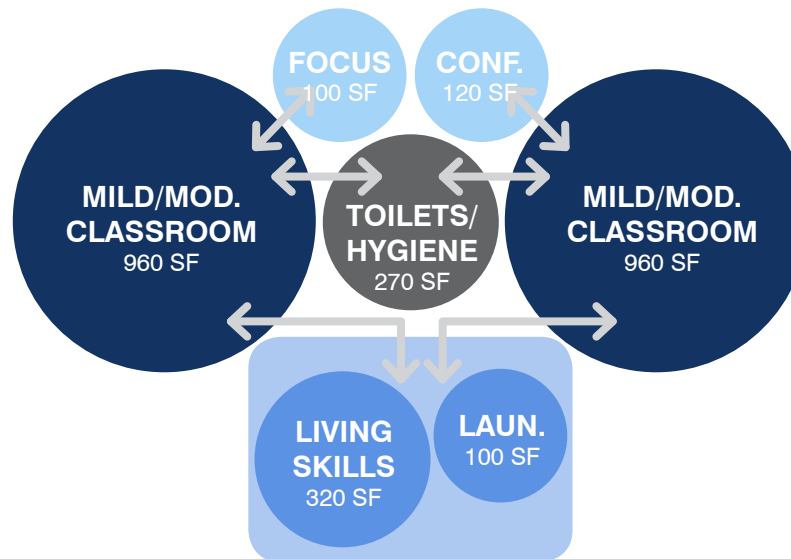 FOCUS
100 SF
CONF.
120 SF
MILD/MOD.
CLASSROOM
960 SF
TOILETS/
HYGIENE
270 SF
MILD/MOD.
CLASSROOM
960 SF
LIVING
SKILLS
320 SF
LAUN.
100 SF